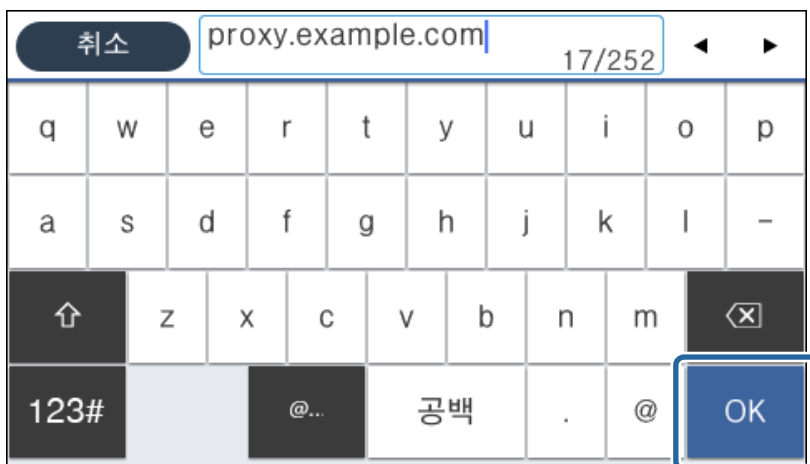 취소 proxy.example.com 17/252 ◀ ▶
q w e r t y u i o p
a s d f g h j k l -
z x c v b n m
123# @... 공백 . @ OK